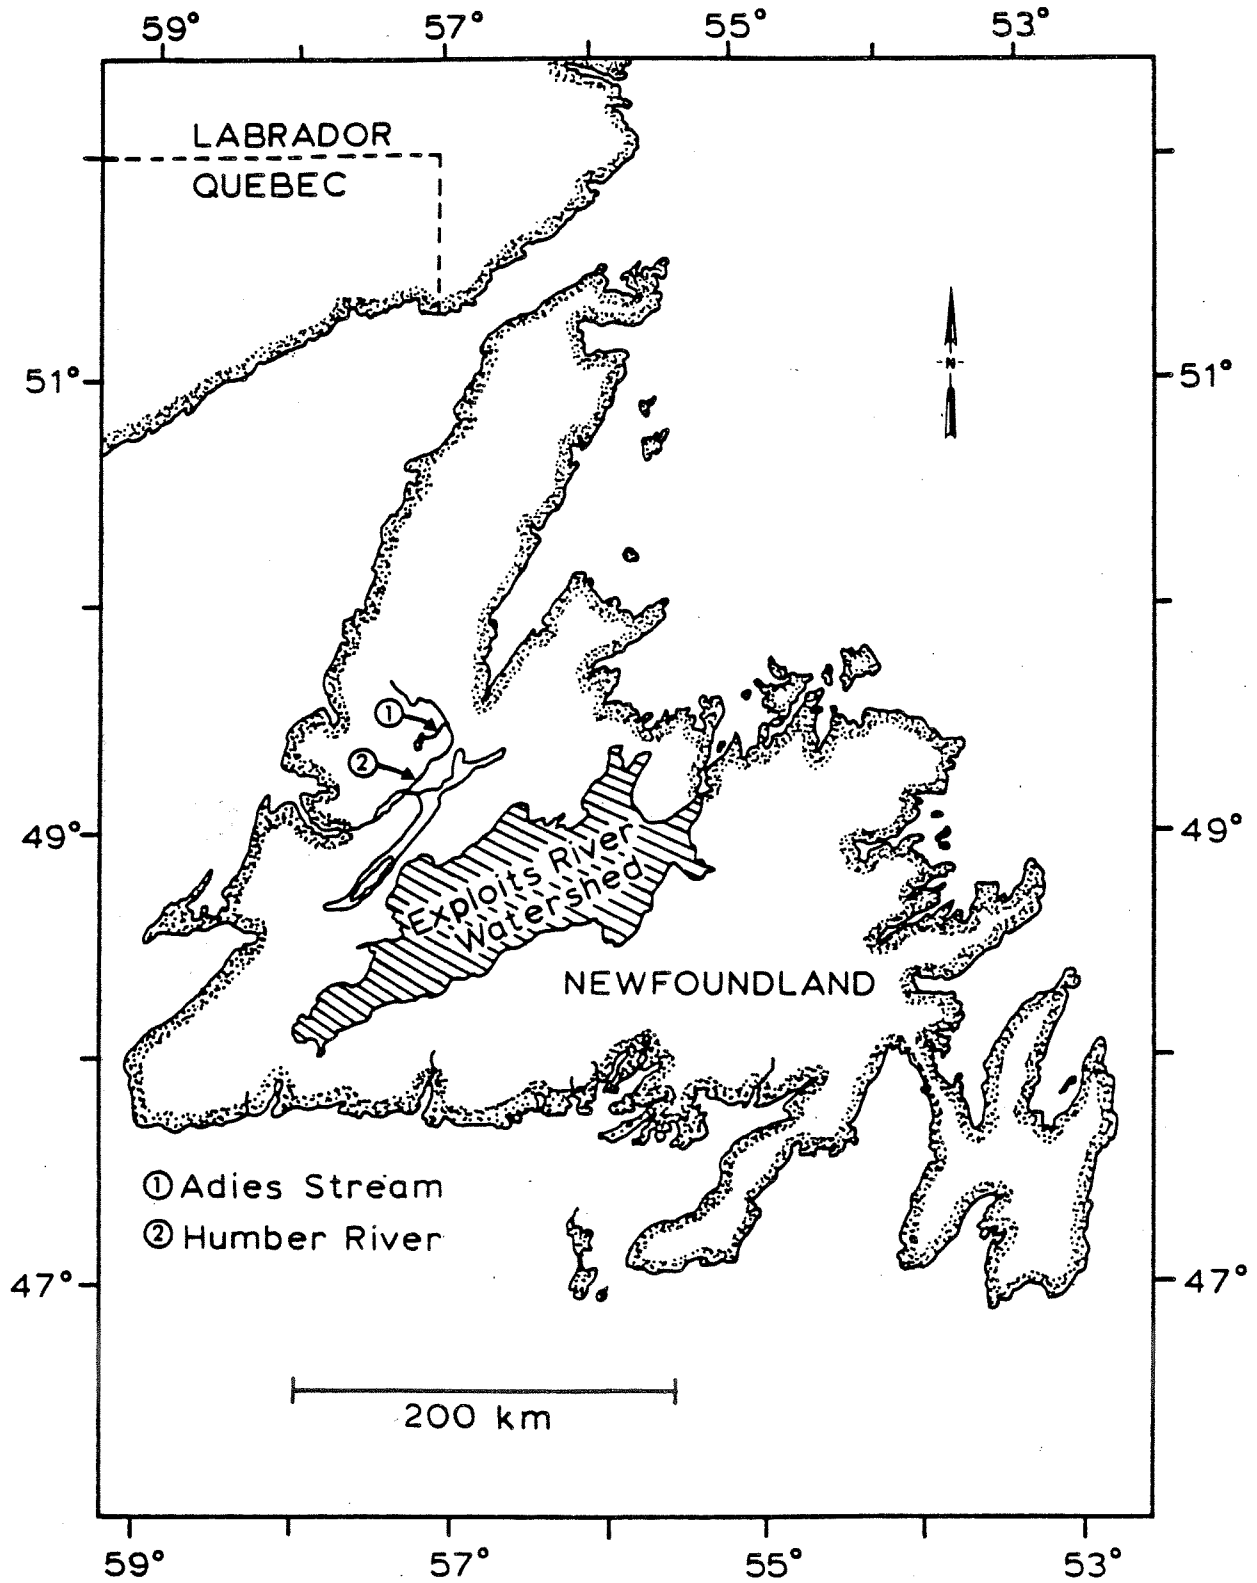 59° 57° 55° 53°
LABRADOR
QUEBEC
N
51° 51°
①
②
49° 49°
Exploits River
Watershed
NEWFOUNDLAND
① Adies Stream
② Humber River
47° 47°
200 km
59° 57° 55° 53°